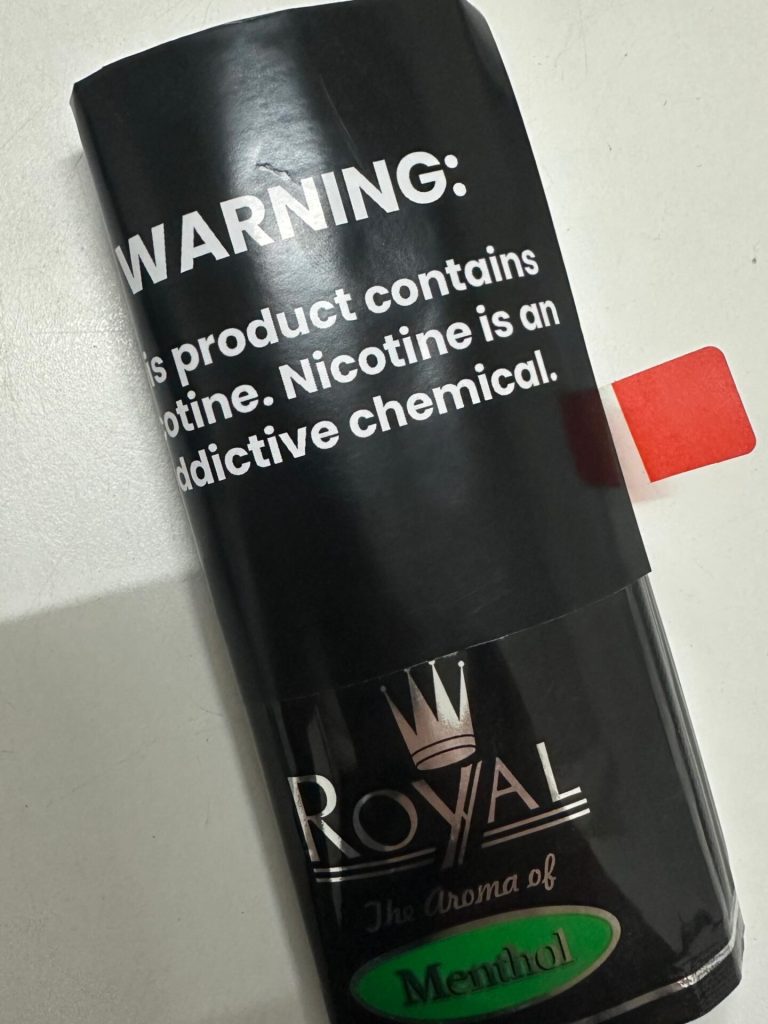 WARNING:
is product contains
otine. Nicotine is an
ddictive chemical.
ROYAL
The Aroma of
Menthol